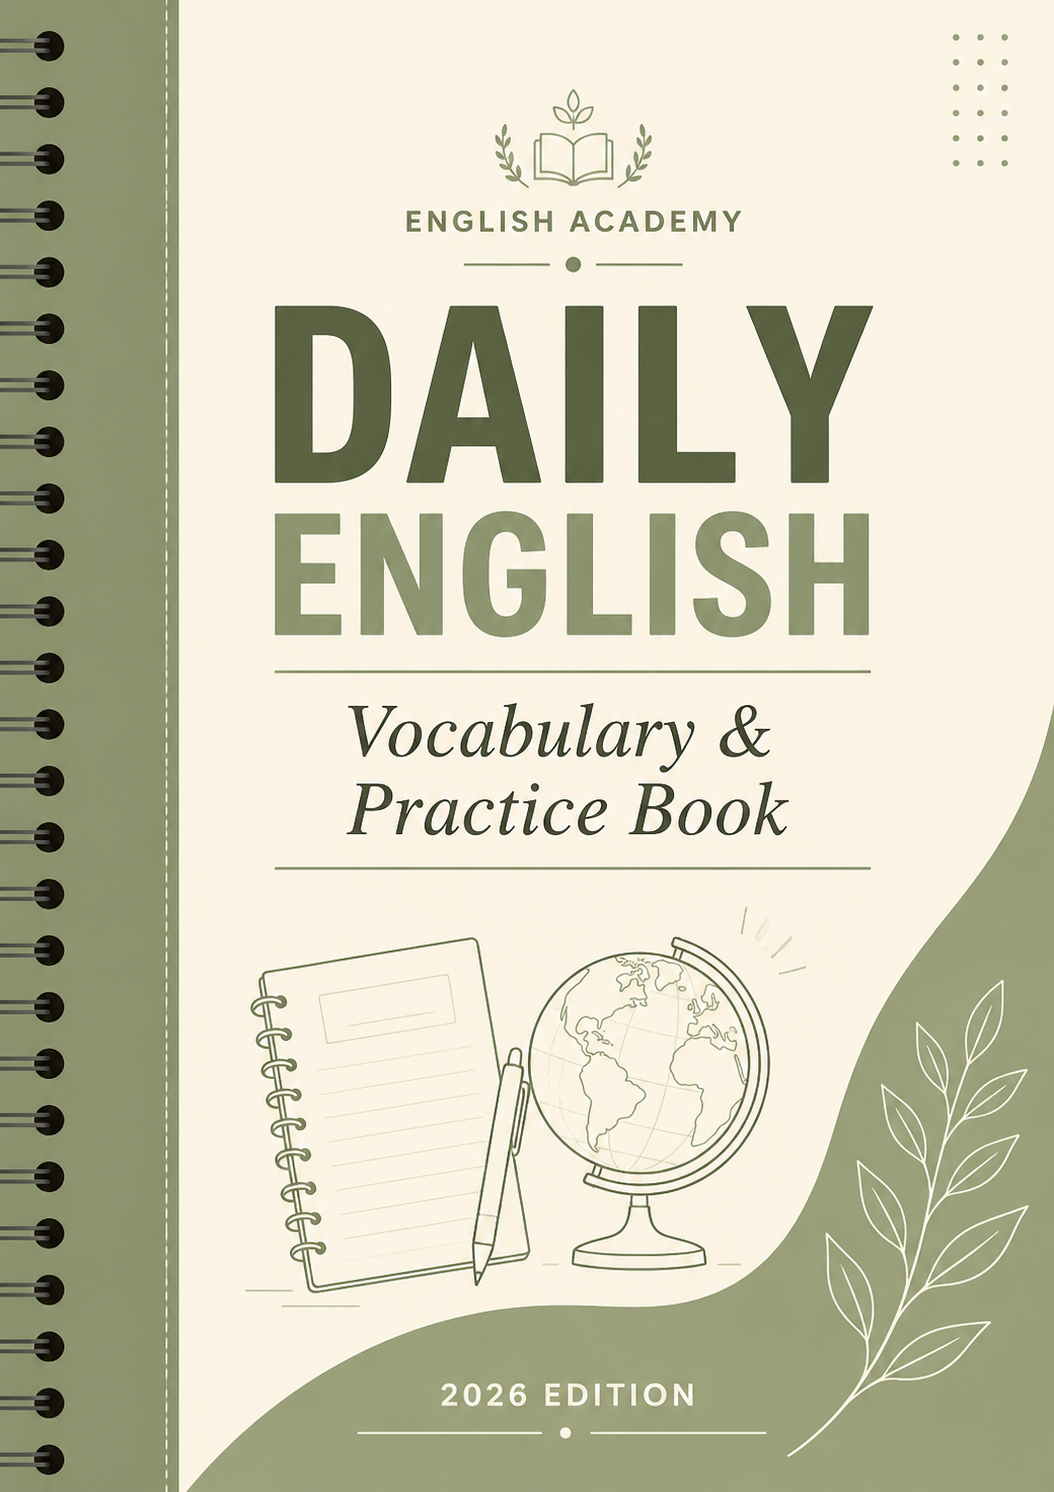 ENGLISH ACADEMY
DAILY
ENGLISH
Vocabulary &
Practice Book
2026 EDITION